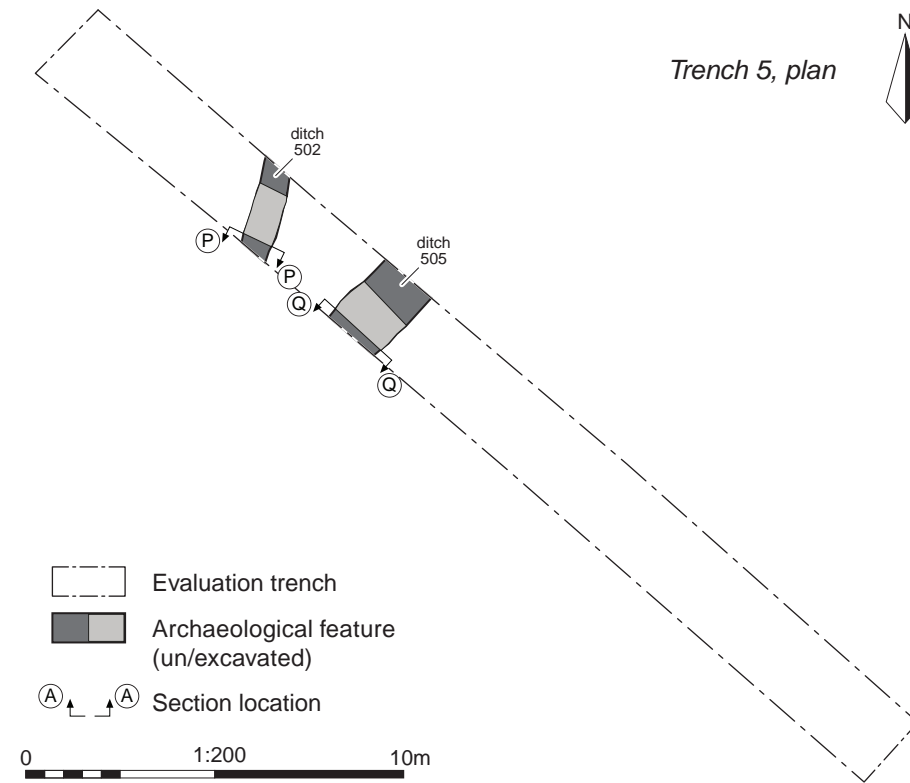 N
Trench 5, plan
ditch
502
ditch
505
P
P
Q
Q
Evaluation trench
Archaeological feature
(un/excavated)
A A Section location
0 1:200 10m